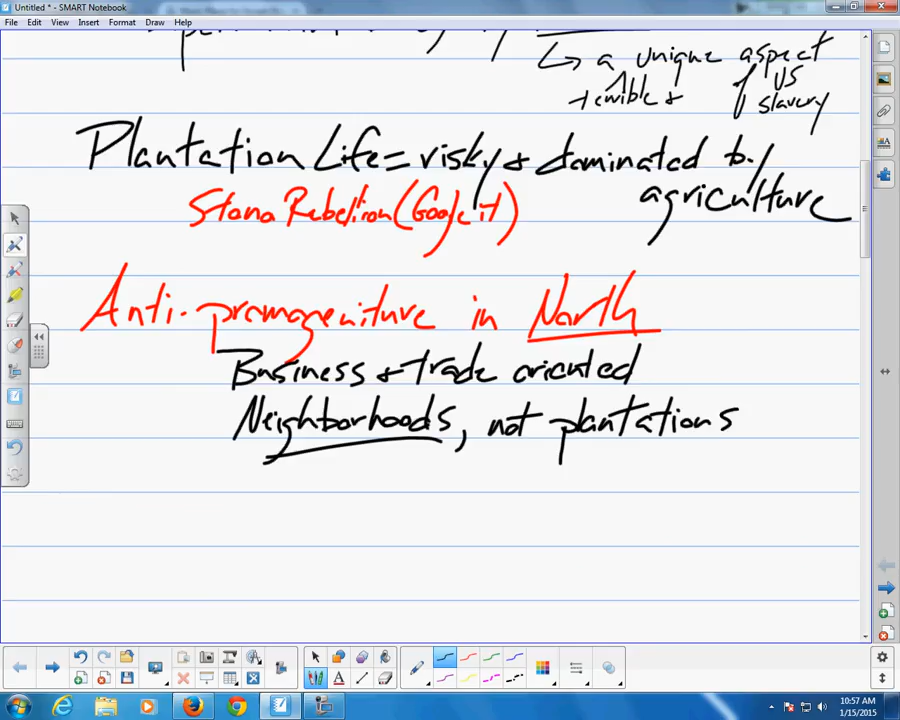 Untitled * - SMART Notebook
File Edit View Insert Format Draw Help
↳ a unique aspect
terrible & of US
slavery
Plantation Life = risky & dominated by
agriculture
Stono Rebellion (Google it)
Anti-promogeniture in North
Business & trade oriented
Neighborhoods, not plantations
10:57 AM
1/15/2015